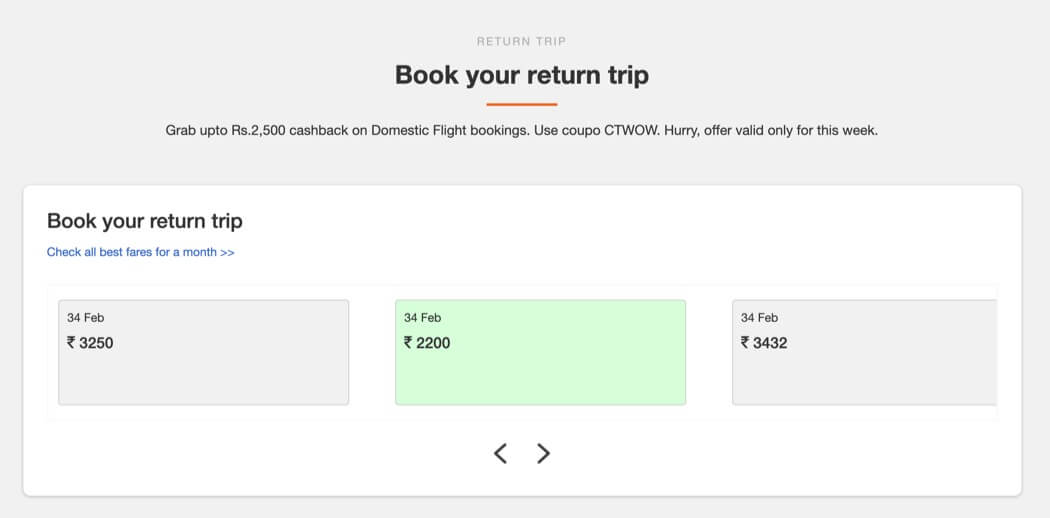 RETURN TRIP
Book your return trip
Grab upto Rs.2,500 cashback on Domestic Flight bookings. Use coupo CTWOW. Hurry, offer valid only for this week.
Book your return trip
Check all best fares for a month >>
34 Feb
₹ 3250
34 Feb
₹ 2200
34 Feb
₹ 3432